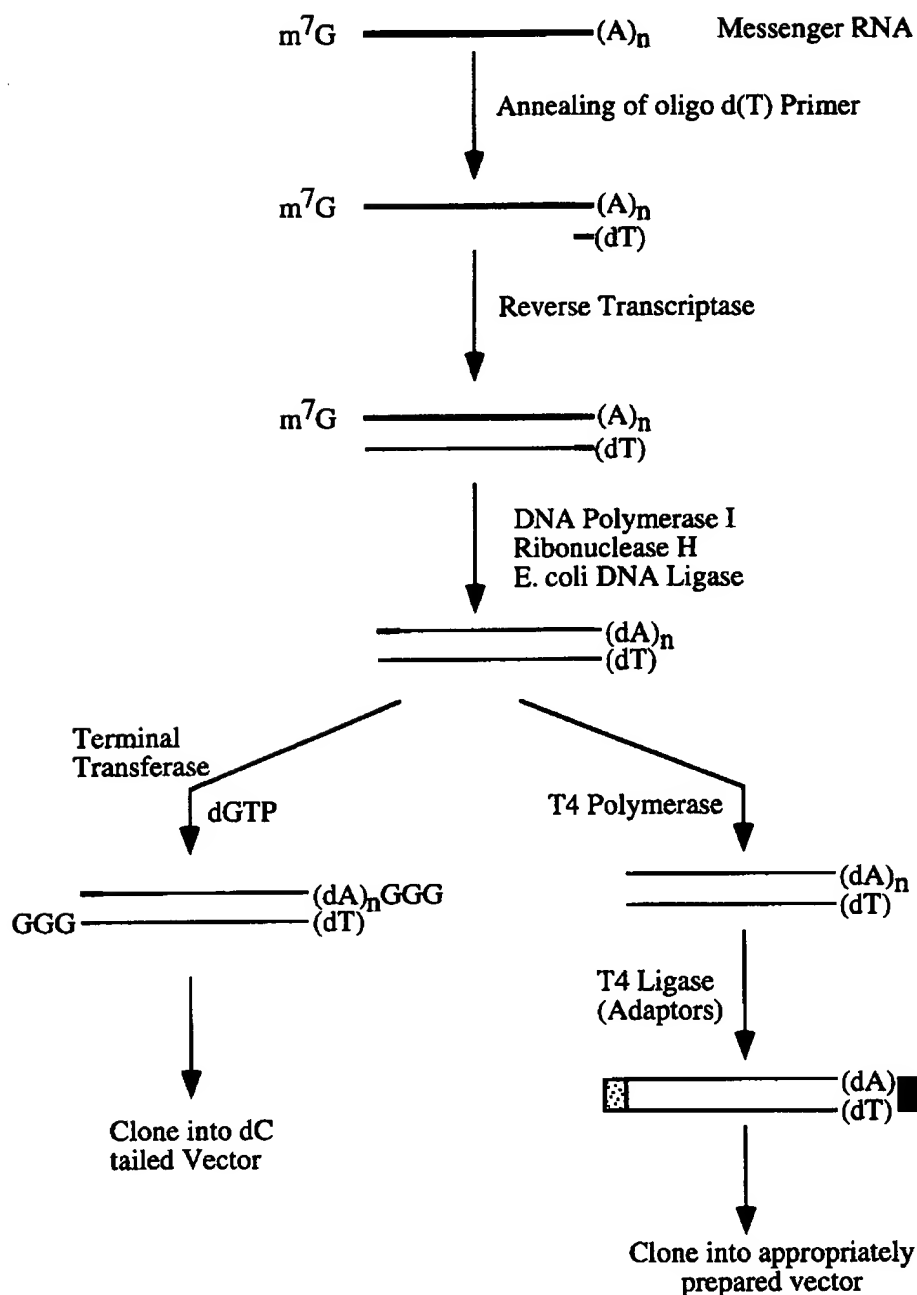 m⁷G (A)n Messenger RNA
Annealing of oligo d(T) Primer
m⁷G (A)n
(dT)
Reverse Transcriptase
m⁷G (A)n
(dT)
DNA Polymerase I
Ribonuclease H
E. coli DNA Ligase
(dA)n
(dT)
Terminal
Transferase
dGTP
(dA)nGGG
GGG (dT)
Clone into dC
tailed Vector
T4 Polymerase
(dA)n
(dT)
T4 Ligase
(Adaptors)
(dA)
(dT)
Clone into appropriately
prepared vector